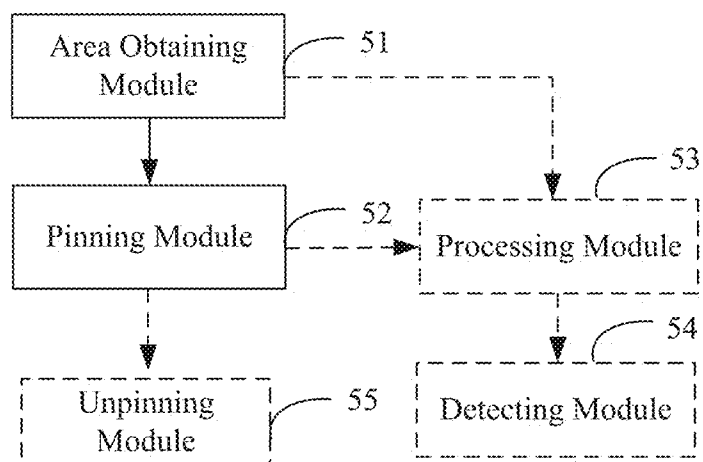 Area Obtaining
Module
51
53
Pinning Module
52
Processing Module
54
Unpinning
Module
55
Detecting Module